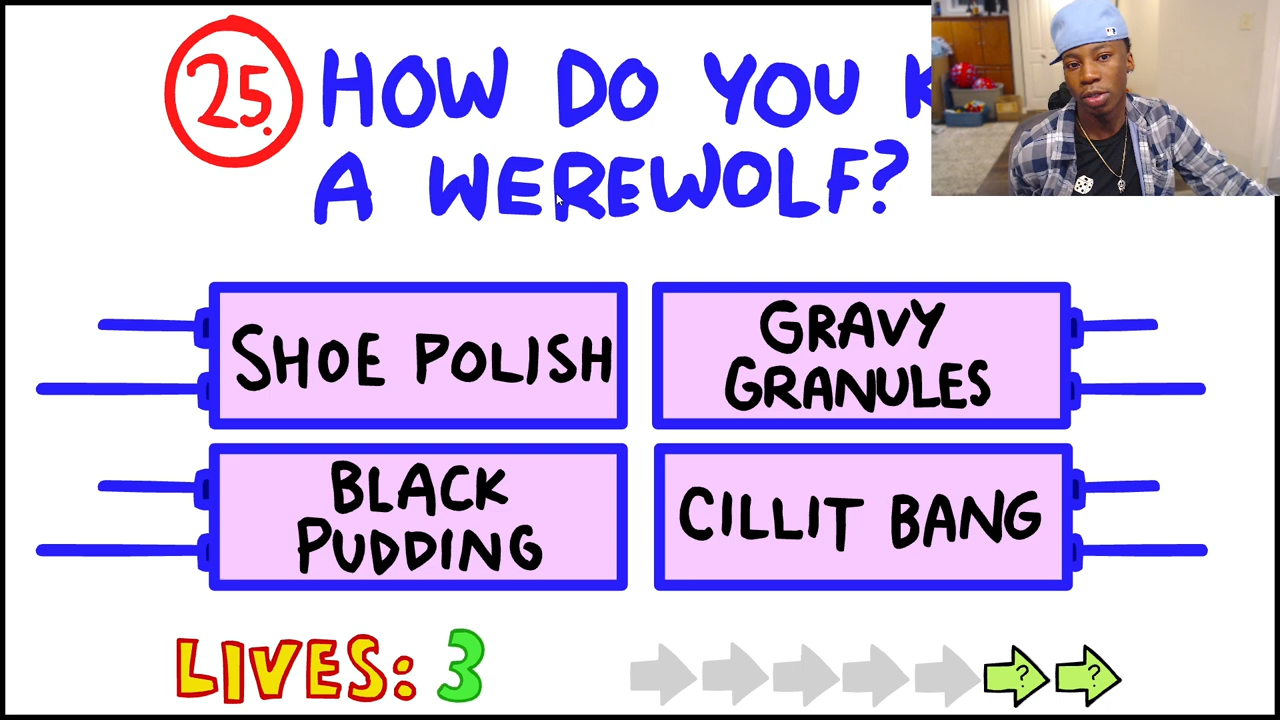 25. HOW DO YOU
A WEREWOLF?
SHOE POLISH
GRAVY
GRANULES
BLACK
PUDDING
CILLIT BANG
LIVES: 3
? ?